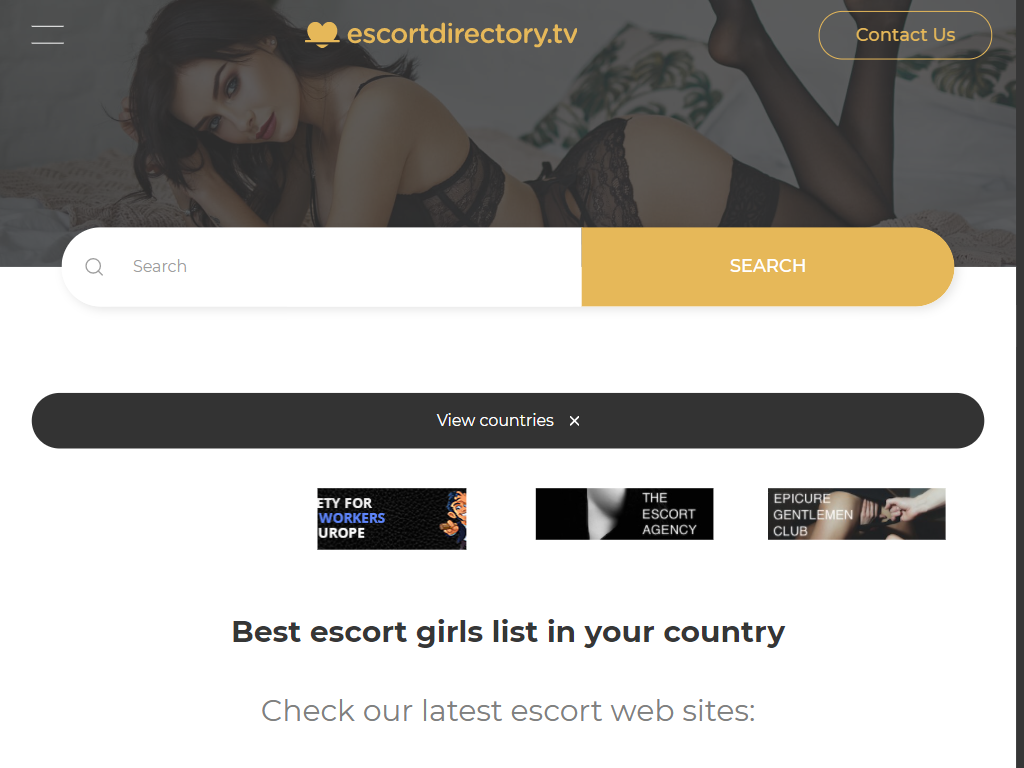 escortdirectory.tv
Contact Us
Search
SEARCH
View countries
ETY FOR
WORKERS
UROPE
THE
ESCORT
AGENCY
EPICURE
GENTLEMEN
CLUB
Best escort girls list in your country
Check our latest escort web sites: